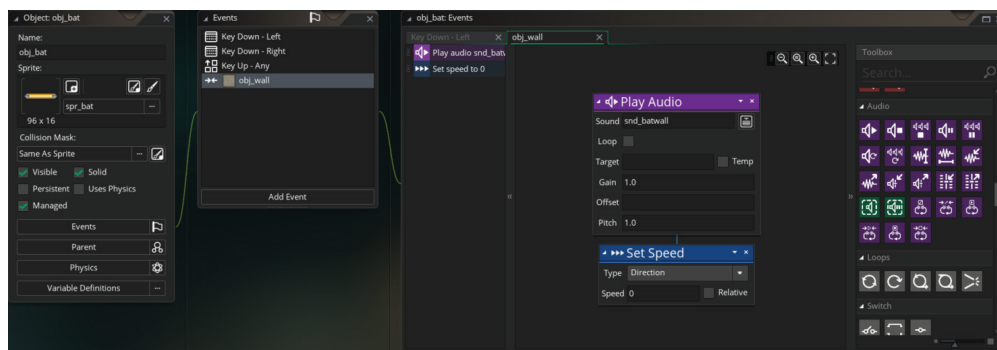 Object: obj_bat
Name:
obj_bat
Sprite:
spr_bat
96 x 16
Collision Mask:
Same As Sprite
Visible
Solid
Persistent
Uses Physics
Managed
Events
Parent
Physics
Variable Definitions
Events
Key Down - Left
Key Down - Right
Key Up - Any
obj_wall
Add Event
obj_bat: Events
Key Down - Left
obj_wall
Play audio snd_batw
Set speed to 0
Play Audio
Sound snd_batwall
Loop
Target
Temp
Gain 1.0
Offset
Pitch 1.0
Set Speed
Type Direction
Speed 0
Relative
Toolbox
Search...
Audio
Loops
Switch